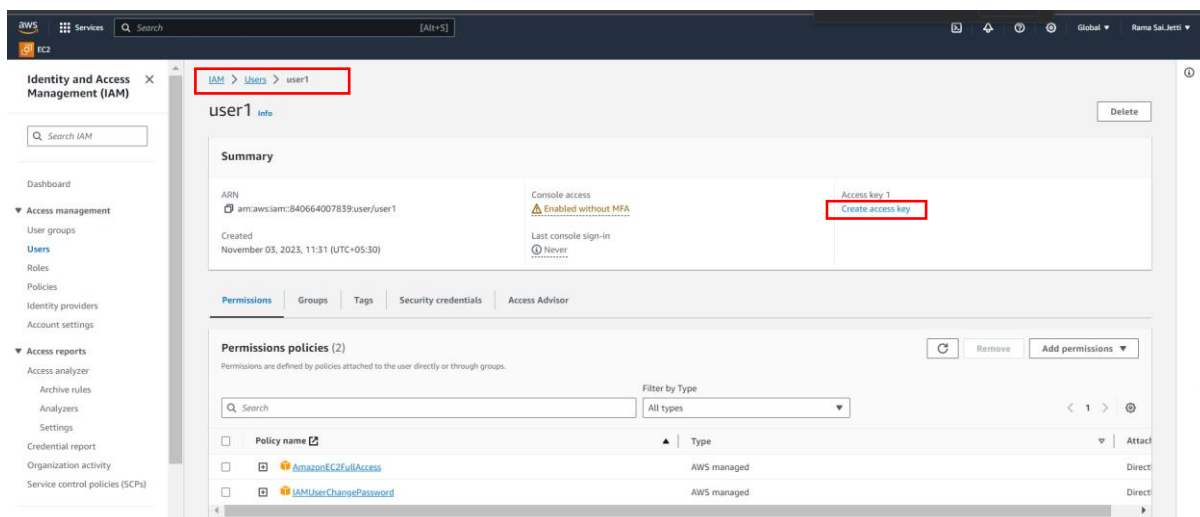 aws Services Search [Alt+S] Global Rama Sai.Jetti
EC2
Identity and Access Management (IAM)
Search IAM
Dashboard
Access management
User groups
Users
Roles
Policies
Identity providers
Account settings
Access reports
Access analyzer
Archive rules
Analyzers
Settings
Credential report
Organization activity
Service control policies (SCPs)
IAM > Users > user1
user1 Info
Delete
Summary
ARN
arn:aws:iam::840664007839:user/user1
Created
November 03, 2023, 11:31 (UTC+05:30)
Console access
Enabled without MFA
Last console sign-in
Never
Access key 1
Create access key
Permissions Groups Tags Security credentials Access Advisor
Permissions policies (2)
Permissions are defined by policies attached to the user directly or through groups.
Remove
Add permissions
Filter by Type
Search
All types
1
Policy name Type
AmazonEC2FullAccess AWS managed
IAMUserChangePassword AWS managed